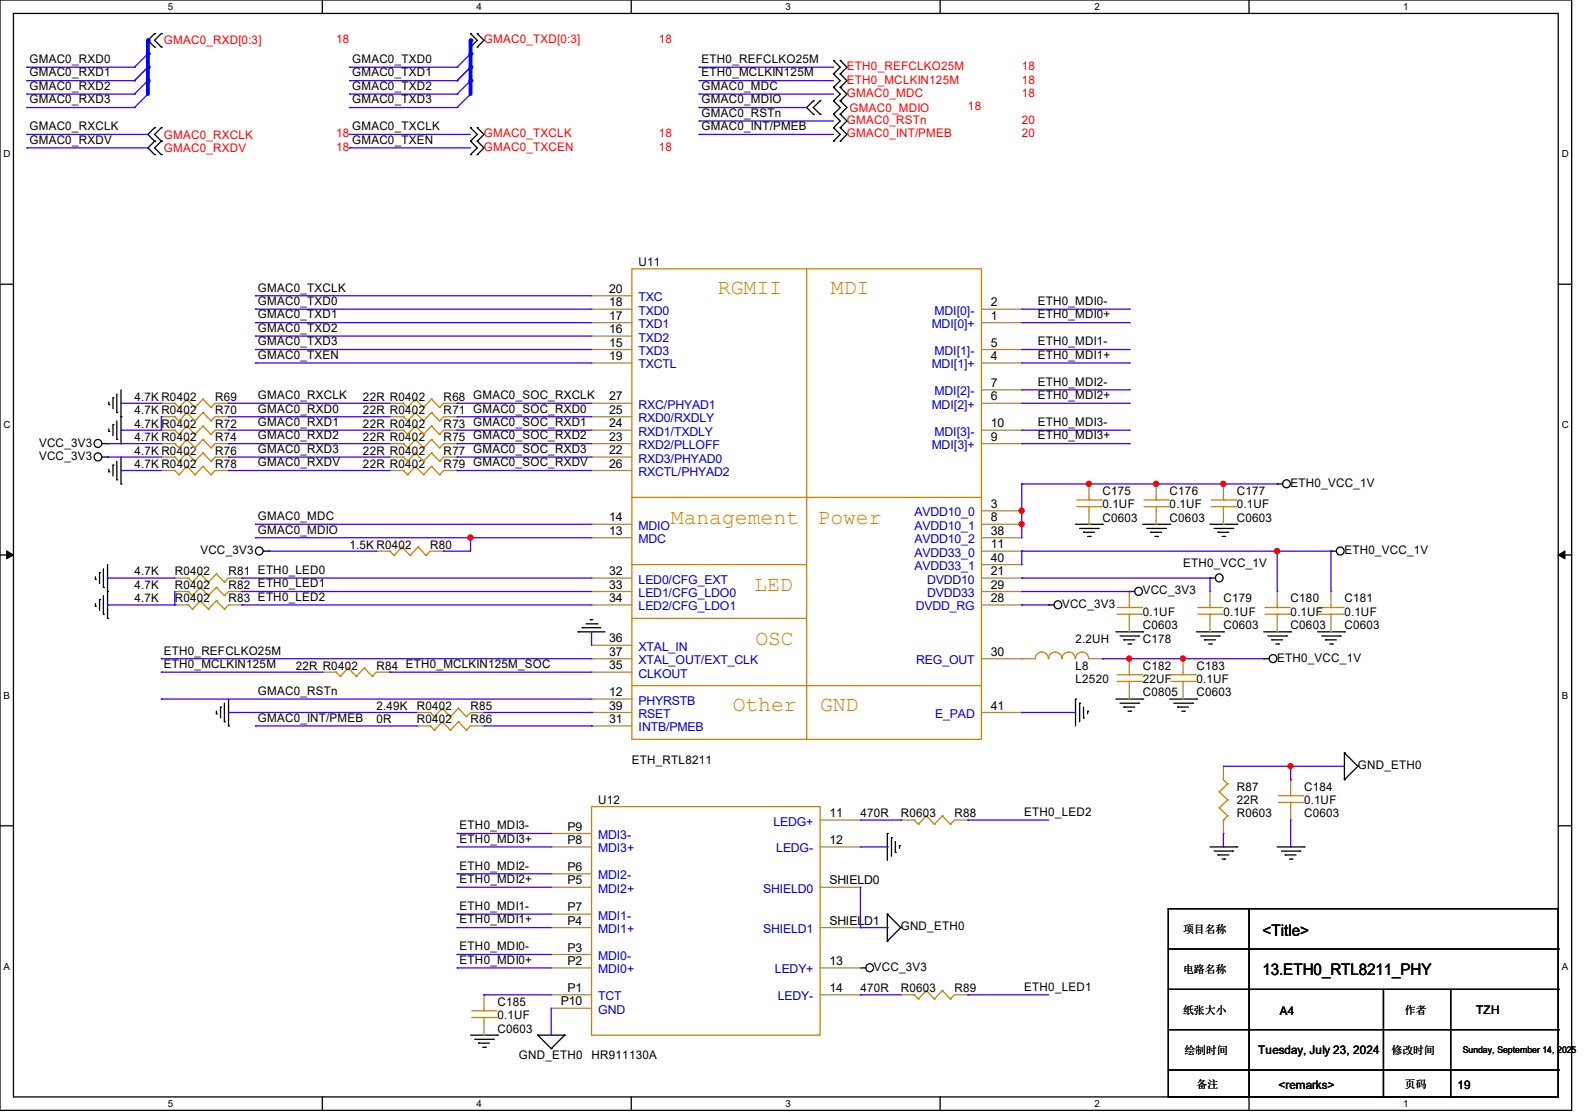 5 4 3 2 1
GMAC0_RXD[0:3] 18
GMAC0_RXD0
GMAC0_RXD1
GMAC0_RXD2
GMAC0_RXD3
GMAC0_RXCLK GMAC0_RXCLK 18
GMAC0_RXDV GMAC0_RXDV 18
GMAC0_TXD[0:3] 18
GMAC0_TXD0
GMAC0_TXD1
GMAC0_TXD2
GMAC0_TXD3
GMAC0_TXCLK GMAC0_TXCLK 18
GMAC0_TXEN GMAC0_TXCEN 18
ETH0_REFCLKO25M ETH0_REFCLKO25M 18
ETH0_MCLKIN125M ETH0_MCLKIN125M 18
GMAC0_MDC GMAC0_MDC 18
GMAC0_MDIO GMAC0_MDIO 18
GMAC0_RSTn GMAC0_RSTn 20
GMAC0_INT/PMEB GMAC0_INT/PMEB 20
D D
U11
RGMII MDI
GMAC0_TXCLK 20 TXC
GMAC0_TXD0 18 TXD0
GMAC0_TXD1 17 TXD1
GMAC0_TXD2 16 TXD2
GMAC0_TXD3 15 TXD3
GMAC0_TXEN 19 TXCTL
MDI[0]- 2 ETH0_MDI0-
MDI[0]+ 1 ETH0_MDI0+
MDI[1]- 5 ETH0_MDI1-
MDI[1]+ 4 ETH0_MDI1+
MDI[2]- 7 ETH0_MDI2-
MDI[2]+ 6 ETH0_MDI2+
MDI[3]- 10 ETH0_MDI3-
MDI[3]+ 9 ETH0_MDI3+
4.7K R0402 R69 GMAC0_RXCLK 22R R0402 R68 GMAC0_SOC_RXCLK 27 RXC/PHYAD1
4.7K R0402 R70 GMAC0_RXD0 22R R0402 R71 GMAC0_SOC_RXD0 25 RXD0/RXDLY
4.7K R0402 R72 GMAC0_RXD1 22R R0402 R73 GMAC0_SOC_RXD1 24 RXD1/TXDLY
VCC_3V3 4.7K R0402 R74 GMAC0_RXD2 22R R0402 R75 GMAC0_SOC_RXD2 23 RXD2/PLLOFF
VCC_3V3 4.7K R0402 R76 GMAC0_RXD3 22R R0402 R77 GMAC0_SOC_RXD3 22 RXD3/PHYAD0
4.7K R0402 R78 GMAC0_RXDV 22R R0402 R79 GMAC0_SOC_RXDV 26 RXCTL/PHYAD2
C C
Management Power
GMAC0_MDC 14 MDIO
GMAC0_MDIO 13 MDC
VCC_3V3 1.5K R0402 R80
AVDD10_0 3
AVDD10_1 8
AVDD10_2 38
AVDD33_0 11
AVDD33_1 40
DVDD10 21
DVDD33 29
DVDD_RG 28
C175 0.1UF C0603
C176 0.1UF C0603
C177 0.1UF C0603
ETH0_VCC_1V
ETH0_VCC_1V
ETH0_VCC_1V
VCC_3V3
VCC_3V3
0.1UF C0603 C178
C179 0.1UF C0603
C180 0.1UF C0603
C181 0.1UF C0603
LED
4.7K R0402 R81 ETH0_LED0 32 LED0/CFG_EXT
4.7K R0402 R82 ETH0_LED1 33 LED1/CFG_LDO0
4.7K R0402 R83 ETH0_LED2 34 LED2/CFG_LDO1
OSC
36 XTAL_IN
ETH0_REFCLKO25M 37 XTAL_OUT/EXT_CLK
ETH0_MCLKIN125M 22R R0402 R84 ETH0_MCLKIN125M_SOC 35 CLKOUT
REG_OUT 30 2.2UH L8 L2520
C182 22UF C0805
C183 0.1UF C0603
ETH0_VCC_1V
B B
Other GND
GMAC0_RSTn 12 PHYRSTB
2.49K R0402 R85 39 RSET
GMAC0_INT/PMEB 0R R0402 R86 31 INTB/PMEB
E_PAD 41
ETH_RTL8211
GND_ETH0
R87 22R R0603
C184 0.1UF C0603
U12
ETH0_MDI3- P9 MDI3-
ETH0_MDI3+ P8 MDI3+
ETH0_MDI2- P6 MDI2-
ETH0_MDI2+ P5 MDI2+
ETH0_MDI1- P7 MDI1-
ETH0_MDI1+ P4 MDI1+
ETH0_MDI0- P3 MDI0-
ETH0_MDI0+ P2 MDI0+
P1 TCT
P10 GND
C185 0.1UF C0603
GND_ETH0 HR911130A
LEDG+ 11 470R R0603 R88 ETH0_LED2
LEDG- 12
SHIELD0 SHIELD0
SHIELD1 SHIELD1 GND_ETH0
LEDY+ 13 VCC_3V3
LEDY- 14 470R R0603 R89 ETH0_LED1
A A
项目名称 <Title>
电路名称 13.ETH0_RTL8211_PHY
纸张大小 A4 作者 TZH
绘制时间 Tuesday, July 23, 2024 修改时间 Sunday, September 14, 2025
备注 <remarks> 页码 19
5 4 3 2 1